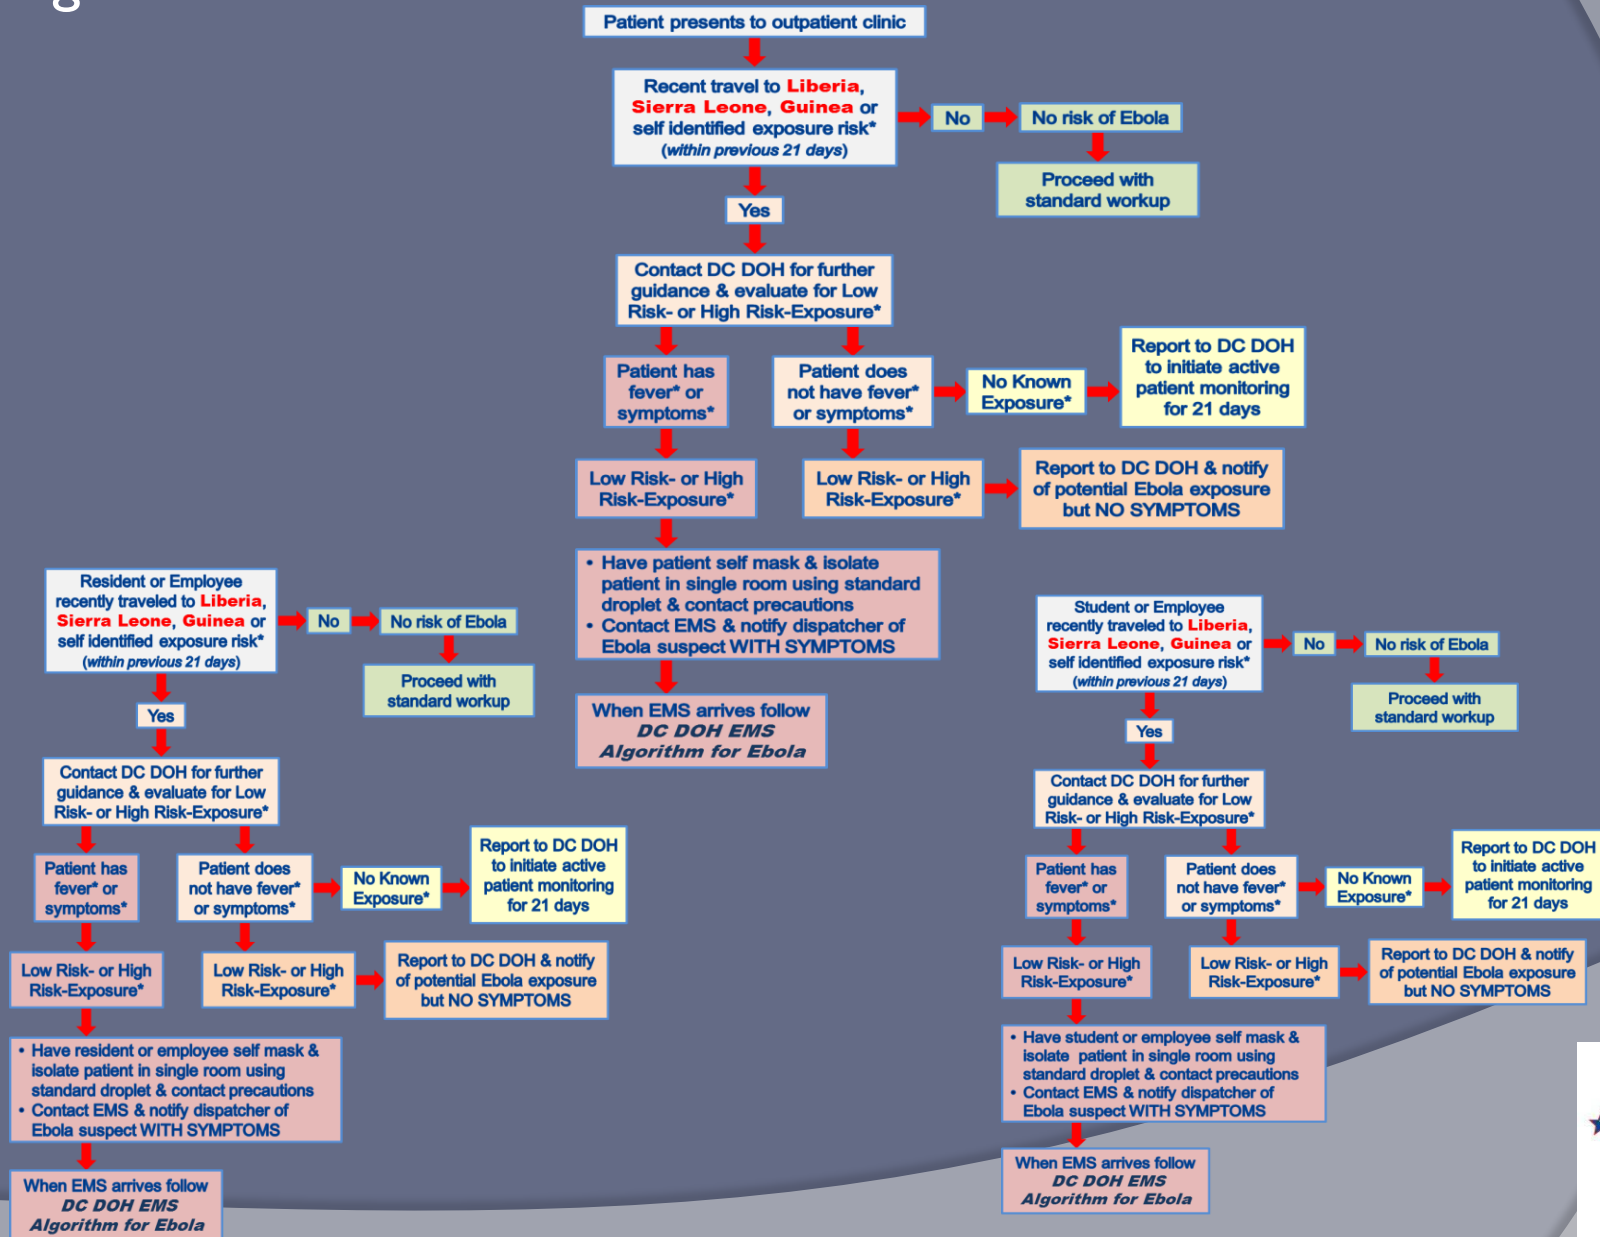 Patient presents to outpatient clinic
Recent travel to Liberia,
Sierra Leone, Guinea or
self identified exposure risk*
(within previous 21 days)
No
No risk of Ebola
Proceed with
standard workup
Yes
Contact DC DOH for further
guidance & evaluate for Low
Risk- or High Risk-Exposure*
Patient has
fever* or
symptoms*
Patient does
not have fever*
or symptoms*
No Known
Exposure*
Report to DC DOH
to initiate active
patient monitoring
for 21 days
Low Risk- or High
Risk-Exposure*
Low Risk- or High
Risk-Exposure*
Report to DC DOH & notify
of potential Ebola exposure
but NO SYMPTOMS
• Have patient self mask & isolate
patient in single room using standard
droplet & contact precautions
• Contact EMS & notify dispatcher of
Ebola suspect WITH SYMPTOMS
When EMS arrives follow
DC DOH EMS
Algorithm for Ebola
Resident or Employee
recently traveled to Liberia,
Sierra Leone, Guinea or
self identified exposure risk*
(within previous 21 days)
No
No risk of Ebola
Proceed with
standard workup
Yes
Contact DC DOH for further
guidance & evaluate for Low
Risk- or High Risk-Exposure*
Patient has
fever* or
symptoms*
Patient does
not have fever*
or symptoms*
No Known
Exposure*
Report to DC DOH
to initiate active
patient monitoring
for 21 days
Low Risk- or High
Risk-Exposure*
Low Risk- or High
Risk-Exposure*
Report to DC DOH & notify
of potential Ebola exposure
but NO SYMPTOMS
• Have resident or employee self mask &
isolate patient in single room using
standard droplet & contact precautions
• Contact EMS & notify dispatcher of
Ebola suspect WITH SYMPTOMS
When EMS arrives follow
DC DOH EMS
Algorithm for Ebola
Student or Employee
recently traveled to Liberia,
Sierra Leone, Guinea or
self identified exposure risk*
(within previous 21 days)
No
No risk of Ebola
Proceed with
standard workup
Yes
Contact DC DOH for further
guidance & evaluate for Low
Risk- or High Risk-Exposure*
Patient has
fever* or
symptoms*
Patient does
not have fever*
or symptoms*
No Known
Exposure*
Report to DC DOH
to initiate active
patient monitoring
for 21 days
Low Risk- or High
Risk-Exposure*
Low Risk- or High
Risk-Exposure*
Report to DC DOH & notify
of potential Ebola exposure
but NO SYMPTOMS
• Have student or employee self mask &
isolate patient in single room using
standard droplet & contact precautions
• Contact EMS & notify dispatcher of
Ebola suspect WITH SYMPTOMS
When EMS arrives follow
DC DOH EMS
Algorithm for Ebola